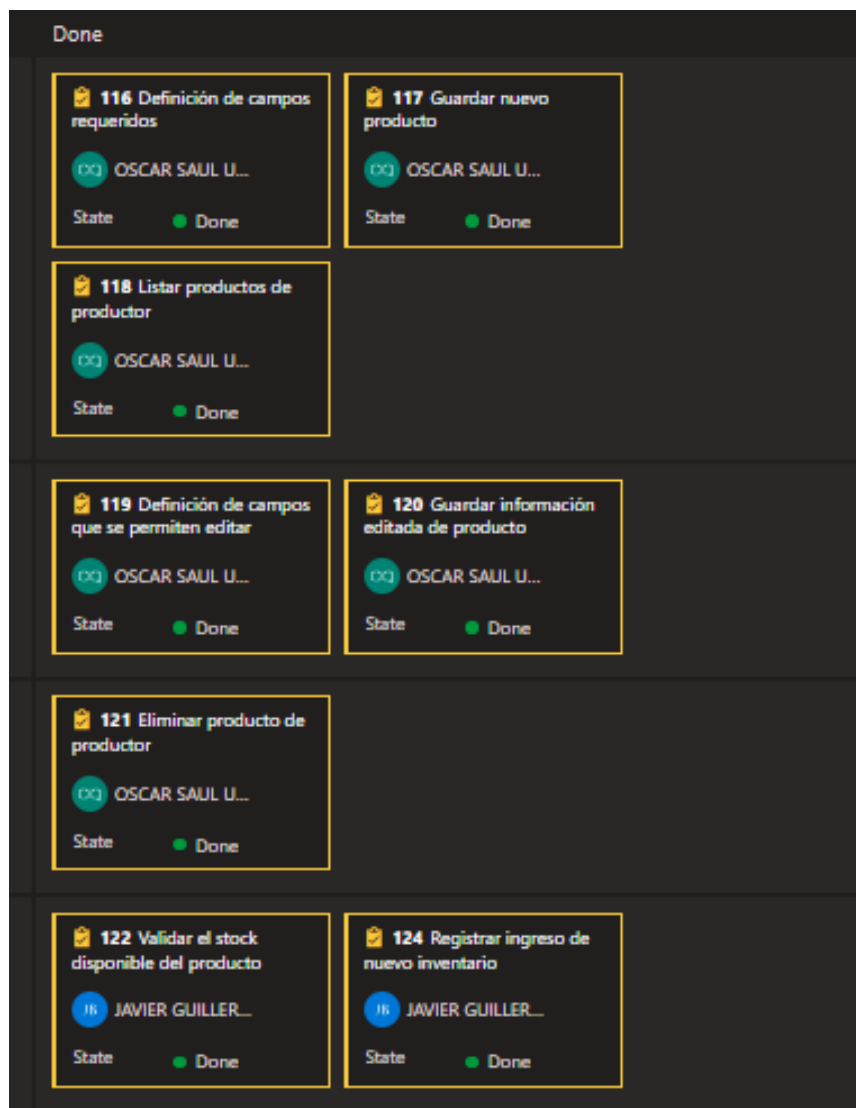 Done
116 Definición de campos
requeridos
OSCAR SAUL U...
State Done
117 Guardar nuevo
producto
OSCAR SAUL U...
State Done
118 Listar productos de
productor
OSCAR SAUL U...
State Done
119 Definición de campos
que se permiten editar
OSCAR SAUL U...
State Done
120 Guardar información
editada de producto
OSCAR SAUL U...
State Done
121 Eliminar producto de
productor
OSCAR SAUL U...
State Done
122 Validar el stock
disponible del producto
JB JAVIER GUILLER...
State Done
124 Registrar ingreso de
nuevo inventario
JB JAVIER GUILLER...
State Done